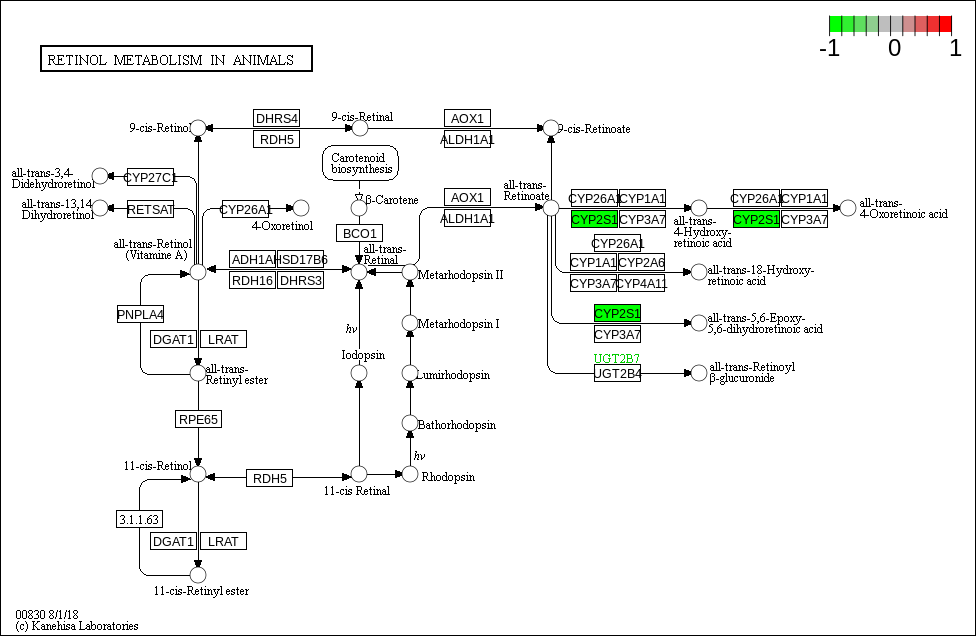 -1 0 1
RETINOL METABOLISM IN ANIMALS
DHRS4
9-cis-Retinal
AOX1
9-cis-Retinol
9-cis-Retinoate
RDH5
ALDH1A1
Carotenoid
biosynthesis
all-trans-3,4-
Didehydroretinol
CYP27C1
all-trans-
Retinoate
AOX1
CYP26A1
CYP1A1
CYP26A1
CYP1A1
β-Carotene
all-trans-13,14
Dihydroretinol
RETSAT
CYP26A1
4-Oxoretinol
ALDH1A1
CYP2S1
CYP3A7
all-trans-
4-Hydroxy-
retinoic acid
CYP2S1
CYP3A7
all-trans-
4-Oxoretinoic acid
BCO1
all-trans-Retinol
(Vitamine A)
all-trans-
Retinal
CYP26A1
ADH1A
HSD17B6
CYP1A1
CYP2A6
RDH16
DHRS3
Metarhodopsin II
CYP3A7
CYP4A11
all-trans-18-Hydroxy-
retinoic acid
PNPLA4
CYP2S1
Metarhodopsin I
all-trans-5,6-Epoxy-
5,6-dihydroretinoic acid
hv
CYP3A7
DGAT1
LRAT
Iodopsin
UGT2B7
UGT2B4
all-trans-Retinoyl
β-glucuronide
all-trans-
Retinyl ester
Lumirhodopsin
RPE65
Bathorhodopsin
hv
11-cis-Retinol
RDH5
Rhodopsin
11-cis Retinal
3.1.1.63
DGAT1
LRAT
11-cis-Retinyl ester
00830 8/1/18
(c) Kanehisa Laboratories